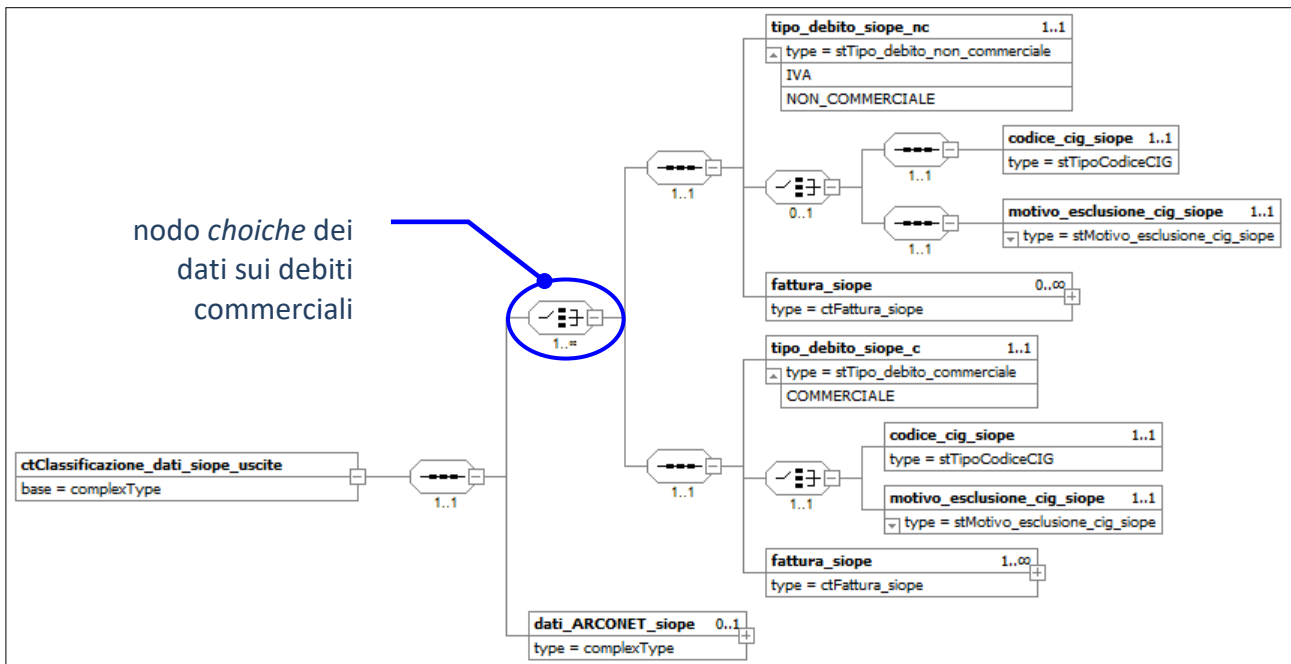 tipo_debito_siope_nc 1..1
type = stTipo_debito_non_commerciale
IVA
NON_COMMERCIALE
1..1
codice_cig_siope 1..1
type = stTipoCodiceCIG
1..1
0..1
motivo_esclusione_cig_siope 1..1
type = stMotivo_esclusione_cig_siope
1..1
fattura_siope 0..∞
type = ctFattura_siope
nodo choiche dei
dati sui debiti
commerciali
1..∞
tipo_debito_siope_c 1..1
type = stTipo_debito_commerciale
COMMERCIALE
codice_cig_siope 1..1
type = stTipoCodiceCIG
1..1
1..1
motivo_esclusione_cig_siope 1..1
type = stMotivo_esclusione_cig_siope
fattura_siope 1..∞
type = ctFattura_siope
ctClassificazione_dati_siope_uscite
base = complexType
1..1
dati_ARCONET_siope 0..1
type = complexType